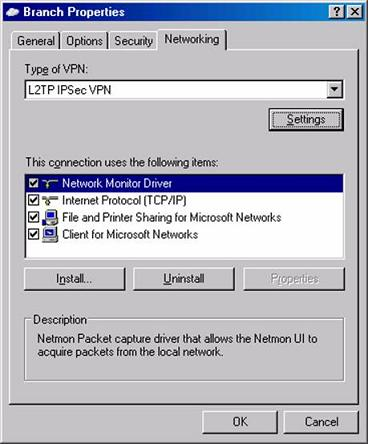 Branch Properties
General Options Security Networking
Type of VPN:
L2TP IPSec VPN
Settings
This connection uses the following items:
Network Monitor Driver
Internet Protocol (TCP/IP)
File and Printer Sharing for Microsoft Networks
Client for Microsoft Networks
Install... Uninstall Properties
Description
Netmon Packet capture driver that allows the Netmon UI to
acquire packets from the local network.
OK Cancel